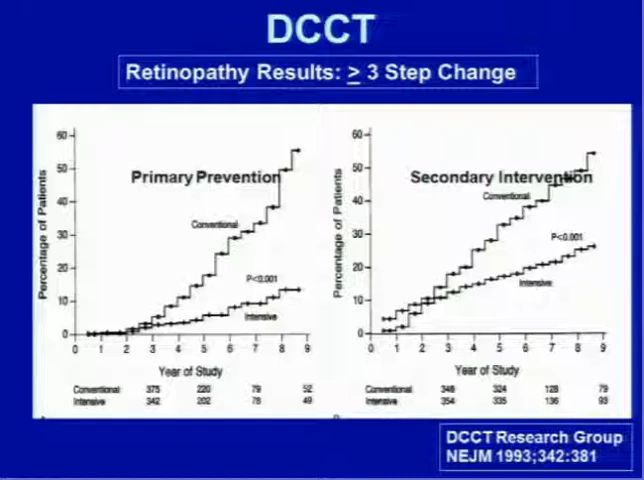 DCCT
Retinopathy Results: ≥ 3 Step Change
Primary Prevention
Percentage of Patients
60
50
40
30
20
10
0
Conventional
P<0.001
Intensive
0 1 2 3 4 5 6 7 8 9
Year of Study
Conventional 375 220 79 52
Intensive 342 202 78 49
Secondary Intervention
Percentage of Patients
60
50
40
30
20
10
0
Conventional
P<0.001
Intensive
0 1 2 3 4 5 6 7 8 9
Year of Study
Conventional 348 324 128 79
Intensive 354 335 136 93
DCCT Research Group
NEJM 1993;342:381